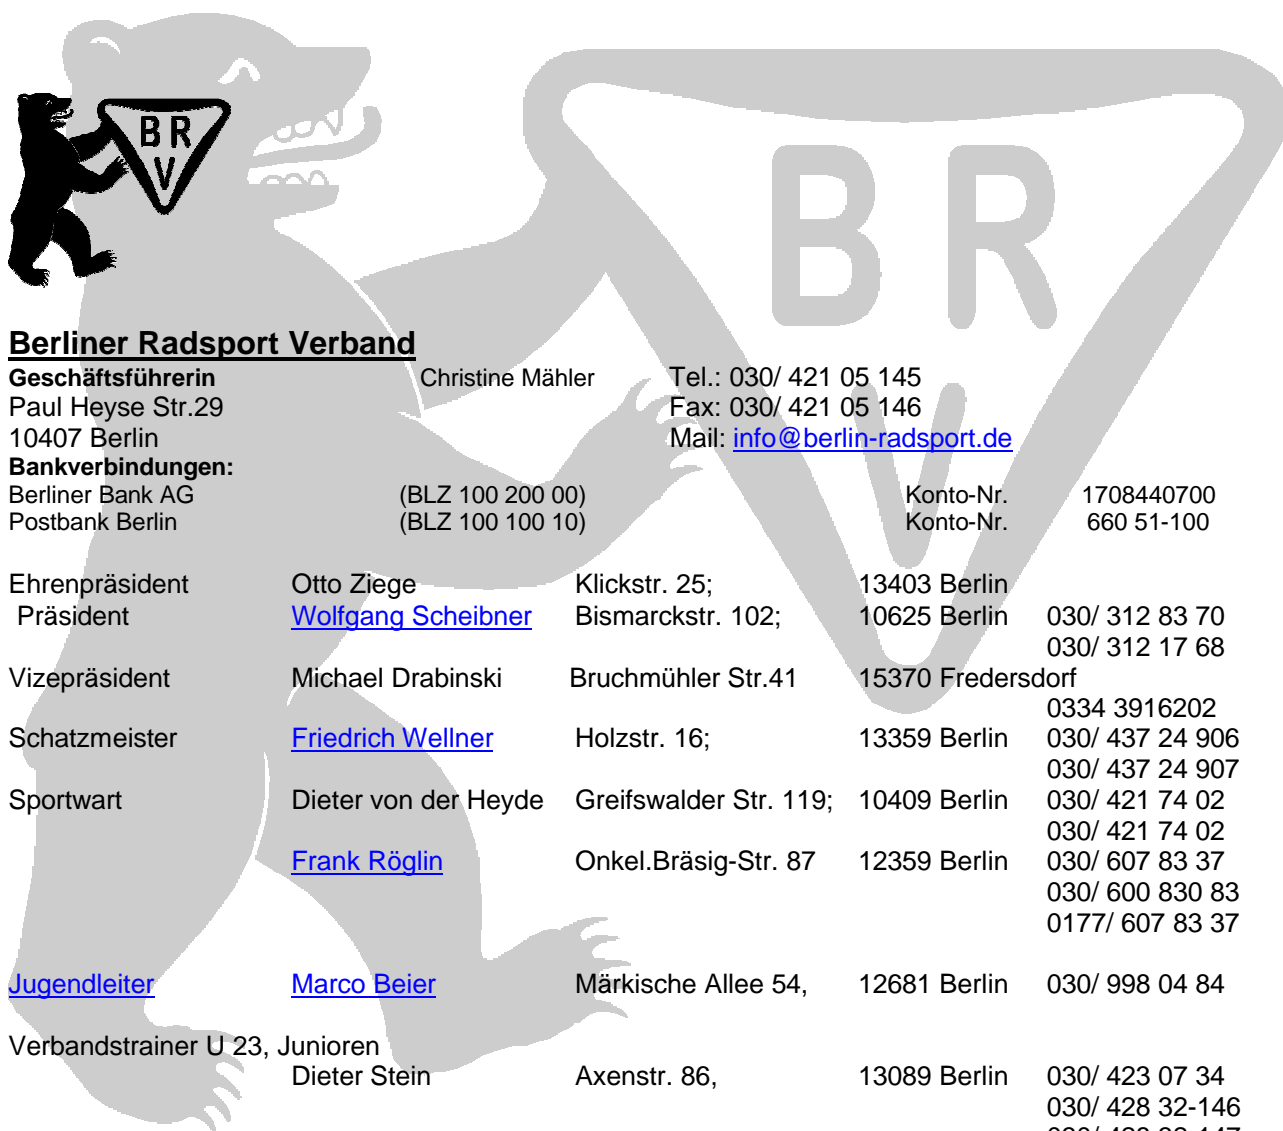 B R
V
B R
V
Berliner Radsport Verband
Geschäftsführerin Christine Mähler Tel.: 030/ 421 05 145
Paul Heyse Str.29 Fax: 030/ 421 05 146
10407 Berlin Mail: info@berlin-radsport.de
Bankverbindungen:
Berliner Bank AG (BLZ 100 200 00) Konto-Nr. 1708440700
Postbank Berlin (BLZ 100 100 10) Konto-Nr. 660 51-100
Ehrenpräsident Otto Ziege Klickstr. 25; 13403 Berlin
Präsident Wolfgang Scheibner Bismarckstr. 102; 10625 Berlin 030/ 312 83 70
030/ 312 17 68
Vizepräsident Michael Drabinski Bruchmühler Str.41 15370 Fredersdorf
0334 3916202
Schatzmeister Friedrich Wellner Holzstr. 16; 13359 Berlin 030/ 437 24 906
030/ 437 24 907
Sportwart Dieter von der Heyde Greifswalder Str. 119; 10409 Berlin 030/ 421 74 02
030/ 421 74 02
Frank Röglin Onkel.Bräsig-Str. 87 12359 Berlin 030/ 607 83 37
030/ 600 830 83
0177/ 607 83 37
Jugendleiter Marco Beier Märkische Allee 54, 12681 Berlin 030/ 998 04 84
Verbandstrainer U 23, Junioren
Dieter Stein Axenstr. 86, 13089 Berlin 030/ 423 07 34
030/ 428 32-146